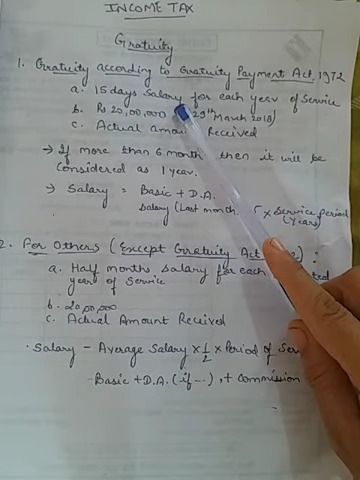 INCOME TAX
Gratuity
1. Gratuity according to Gratuity Payment Act, 1972
a. 15 days Salary for each year of Service
b. Rs 20,00,000 29th March 2018)
c. Actual amou Received
→ If more than 6 month then it will be
considered as 1 year.
→ Salary = Basic + D.A.
Salary (Last month × Service Period
(Years)
2. For Others (Except Gratuity Act
a. Half months Salary for each
year of Service
b. 20,00,000
c. Actual Amount Received
• Salary - Average Salary × 1/2 × Period of Ser
- Basic + D.A. (if --), + Commission